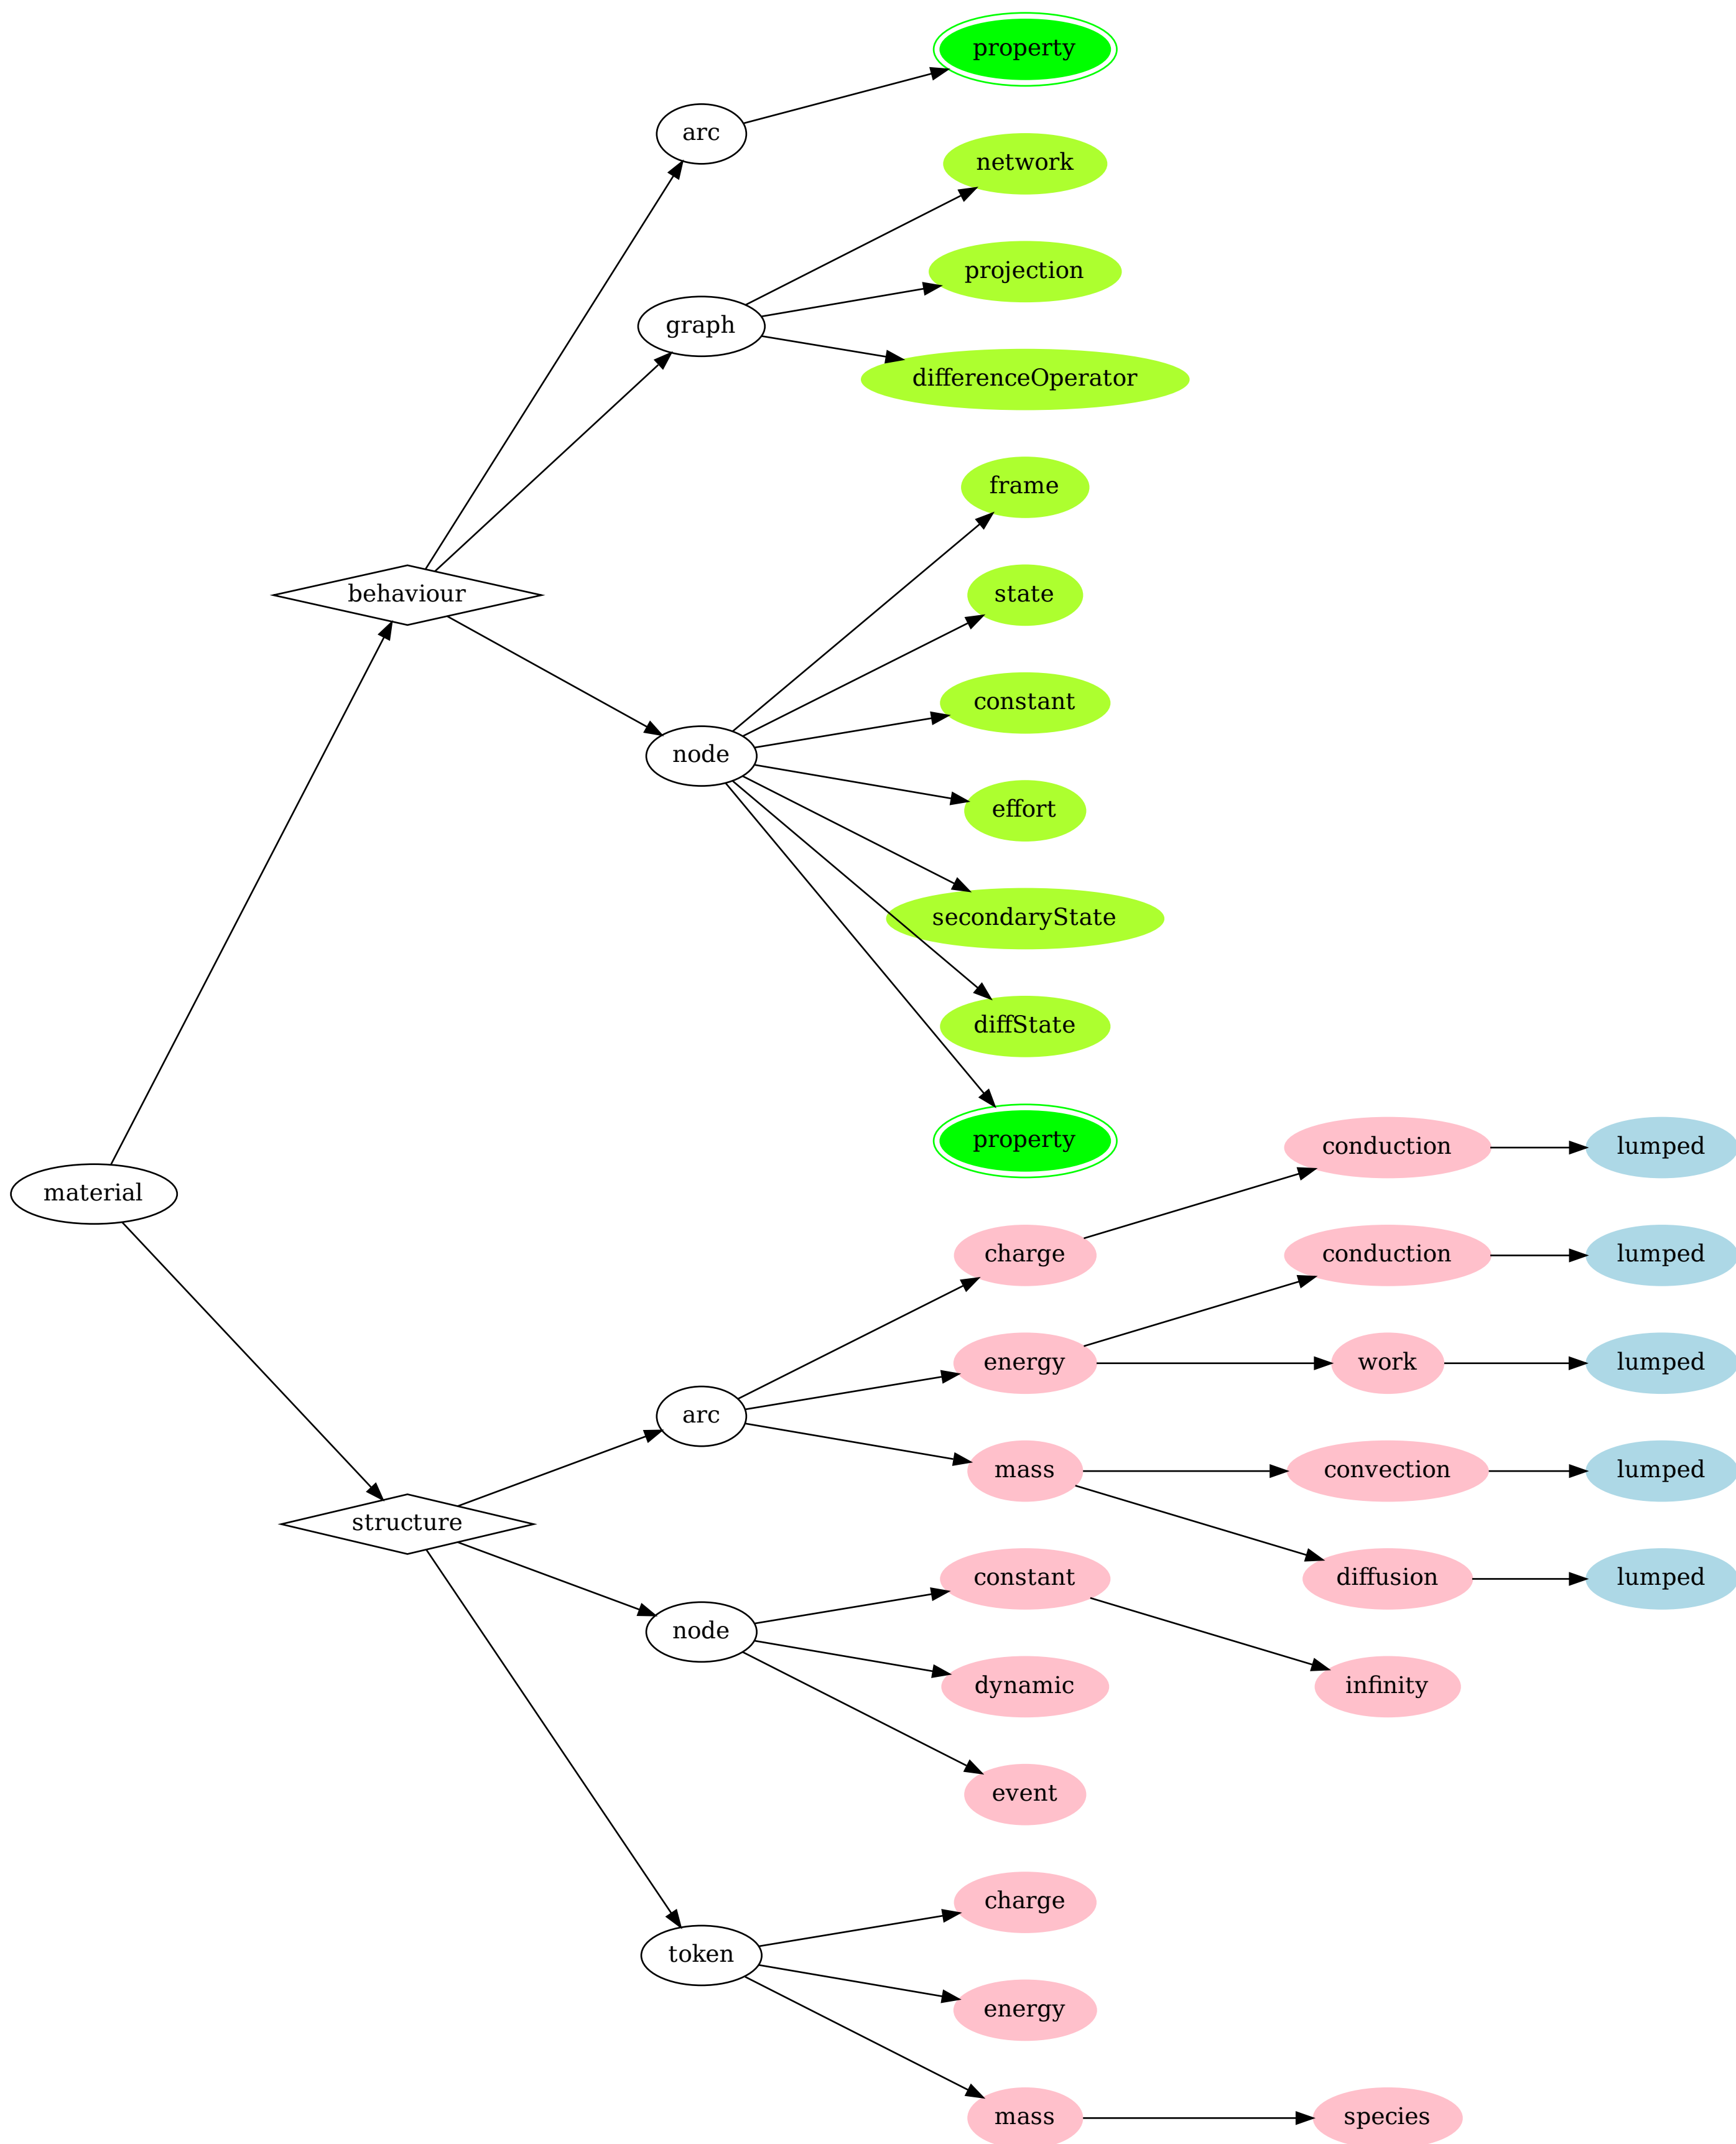 property
arc
network
projection
graph
differenceOperator
frame
behaviour
state
constant
node
effort
secondaryState
diffState
property
conduction
lumped
material
charge
conduction
lumped
energy
work
lumped
arc
mass
convection
lumped
structure
constant
diffusion
lumped
node
dynamic
infinity
event
charge
token
energy
mass
species